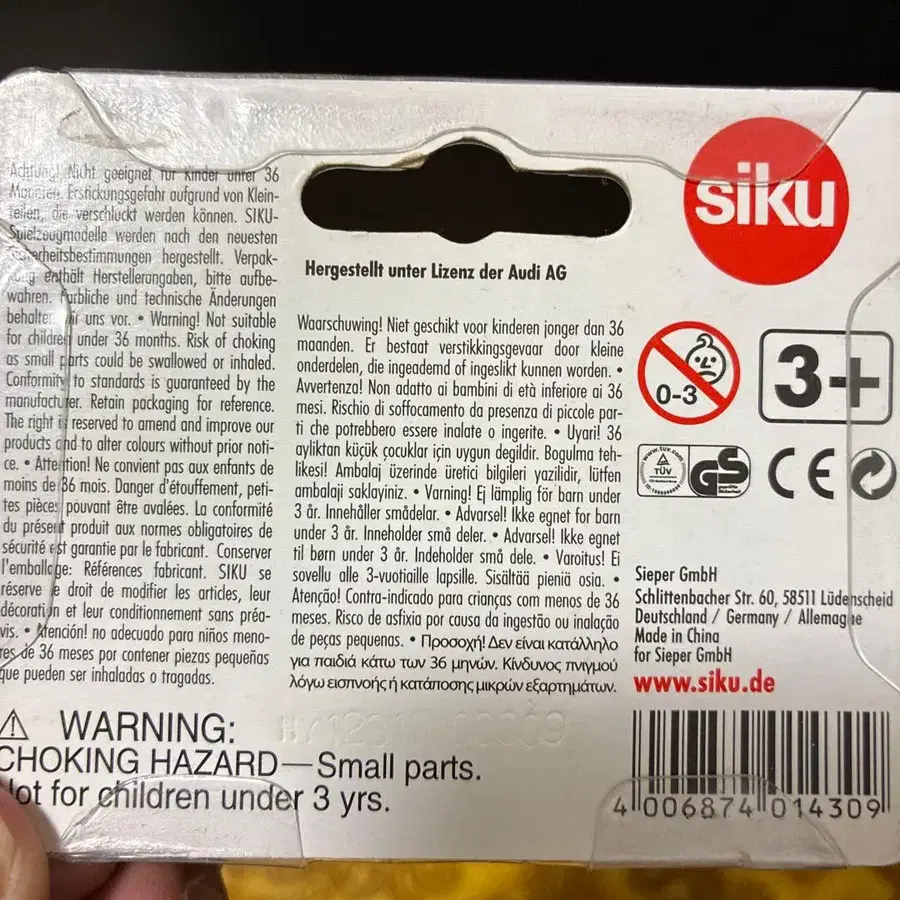 Achtung! Nicht geeignet für Kinder unter 36
Monaten. Erstickungsgefahr aufgrund von Klein-
teilen, die verschluckt werden können. SIKU-
Spielzeugmodelle werden nach den neuesten
Sicherheitsbestimmungen hergestellt. Verpak-
kung enthält Herstellerangaben, bitte aufbe-
wahren. Farbliche und technische Änderungen
behalten wir uns vor. • Warning! Not suitable
for children under 36 months. Risk of choking
as small parts could be swallowed or inhaled.
Conformity to standards is guaranteed by the
manufacturer. Retain packaging for reference.
The right is reserved to amend and improve our
products and to alter colours without prior noti-
ce. • Attention! Ne convient pas aux enfants de
moins de 36 mois. Danger d'étouffement, peti-
tes pièces pouvant être avalées. La conformité
du présent produit aux normes obligatoires de
sécurité est garantie par le fabricant. Conserver
l'emballage: Références fabricant. SIKU se
réserve le droit de modifier les articles, leur
décoration et leur conditionnement sans préa-
vis. • Atención! no adecuado para niños meno-
res de 36 meses por contener piezas pequeñas
que pueden ser inhaladas o tragadas.
Hergestellt unter Lizenz der Audi AG
Waarschuwing! Niet geschikt voor kinderen jonger dan 36
maanden. Er bestaat verstikkingsgevaar door kleine
onderdelen, die ingeademd of ingeslikt kunnen worden. •
Avvertenza! Non adatto ai bambini di età inferiore ai 36
mesi. Rischio di soffocamento da presenza di piccole par-
ti che potrebbero essere inalate o ingerite. • Uyari! 36
ayliktan küçük çocuklar için uygun degildir. Bogulma teh-
likesi! Ambalaj üzerinde üretici bilgileri yazilidir, lütfen
ambalaji saklayiniz. • Varning! Ej lämplig för barn under
3 år. Innehåller smådelar. • Advarsel! Ikke egnet for barn
under 3 år. Inneholder små deler. • Advarsel! Ikke egnet
til børn under 3 år. Indeholder små dele. • Varoitus! Ei
sovellu alle 3-vuotiaille lapsille. Sisältää pieniä osia. •
Atenção! Contra-indicado para crianças com menos de 36
meses. Risco de asfixia por causa da ingestão ou inalação
de peças pequenas. • Προσοχή! Δεν είναι κατάλληλο
για παιδιά κάτω των 36 μηνών. Κίνδυνος πνιγμού
λόγω εισπνοής ή κατάποσης μικρών εξαρτημάτων.
siku
0-3
3+
www.tuv.com
TÜV
GS
geprüfte
Sicherheit
CE
Sieper GmbH
Schlittenbacher Str. 60, 58511 Lüdenscheid
Deutschland / Germany / Allemagne
Made in China
for Sieper GmbH
www.siku.de
WARNING:
CHOKING HAZARD—Small parts.
Not for children under 3 yrs.
4 006874 014309